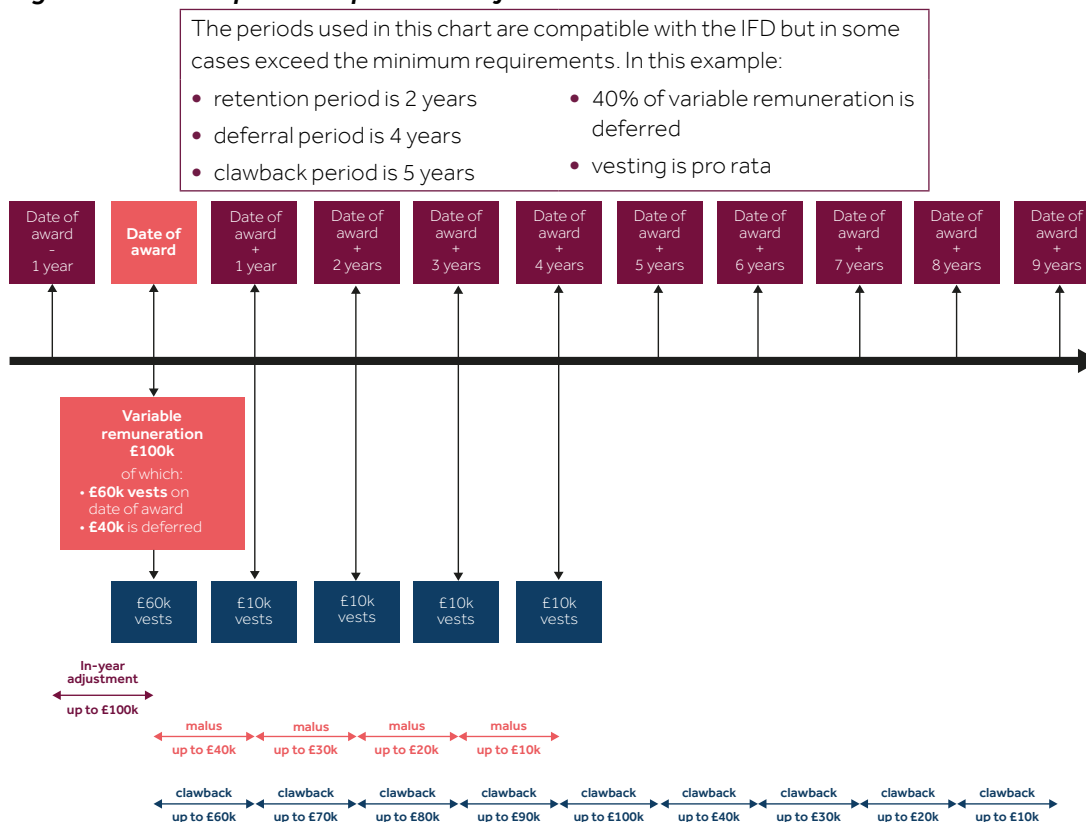 The periods used in this chart are compatible with the IFD but in some
cases exceed the minimum requirements. In this example:
• retention period is 2 years
• deferral period is 4 years
• clawback period is 5 years
• 40% of variable remuneration is
deferred
• vesting is pro rata
Date of
award
-
1 year
Date of
award
Date of
award
+
1 year
Date of
award
+
2 years
Date of
award
+
3 years
Date of
award
+
4 years
Date of
award
+
5 years
Date of
award
+
6 years
Date of
award
+
7 years
Date of
award
+
8 years
Date of
award
+
9 years
Variable
remuneration
£100k
of which:
• £60k vests on
date of award
• £40k is deferred
£60k
vests
£10k
vests
£10k
vests
£10k
vests
£10k
vests
In-year
adjustment
up to £100k
malus
up to £40k
malus
up to £30k
malus
up to £20k
malus
up to £10k
clawback
up to £60k
clawback
up to £70k
clawback
up to £80k
clawback
up to £90k
clawback
up to £100k
clawback
up to £40k
clawback
up to £30k
clawback
up to £20k
clawback
up to £10k